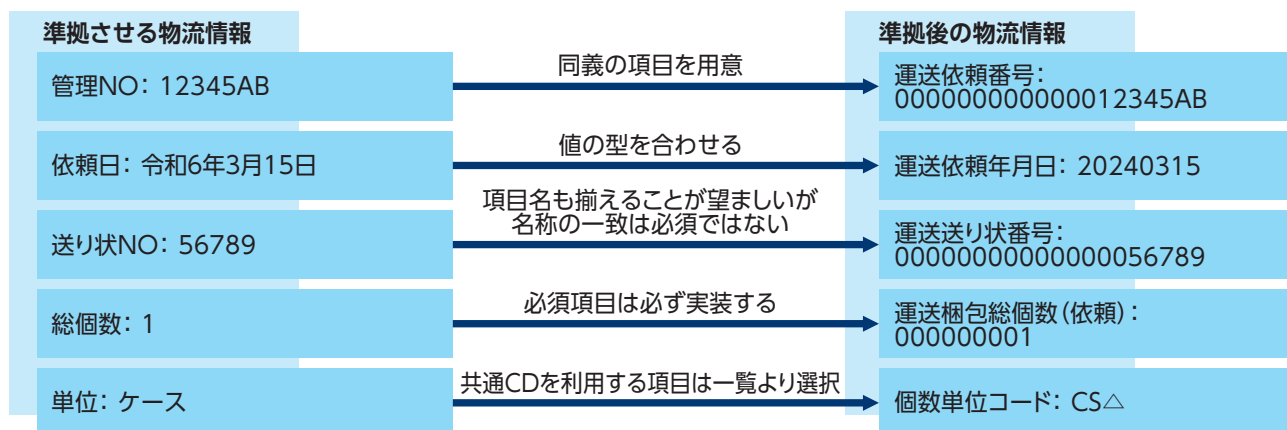 準拠させる物流情報
準拠後の物流情報
管理NO: 12345AB
同義の項目を用意
運送依頼番号:
000000000000012345AB
依頼日: 令和6年3月15日
値の型を合わせる
運送依頼年月日: 20240315
送り状NO: 56789
項目名も揃えることが望ましいが
名称の一致は必須ではない
運送送り状番号:
00000000000000056789
総個数: 1
必須項目は必ず実装する
運送梱包総個数(依頼):
000000001
単位: ケース
共通CDを利用する項目は一覧より選択
個数単位コード: CS△